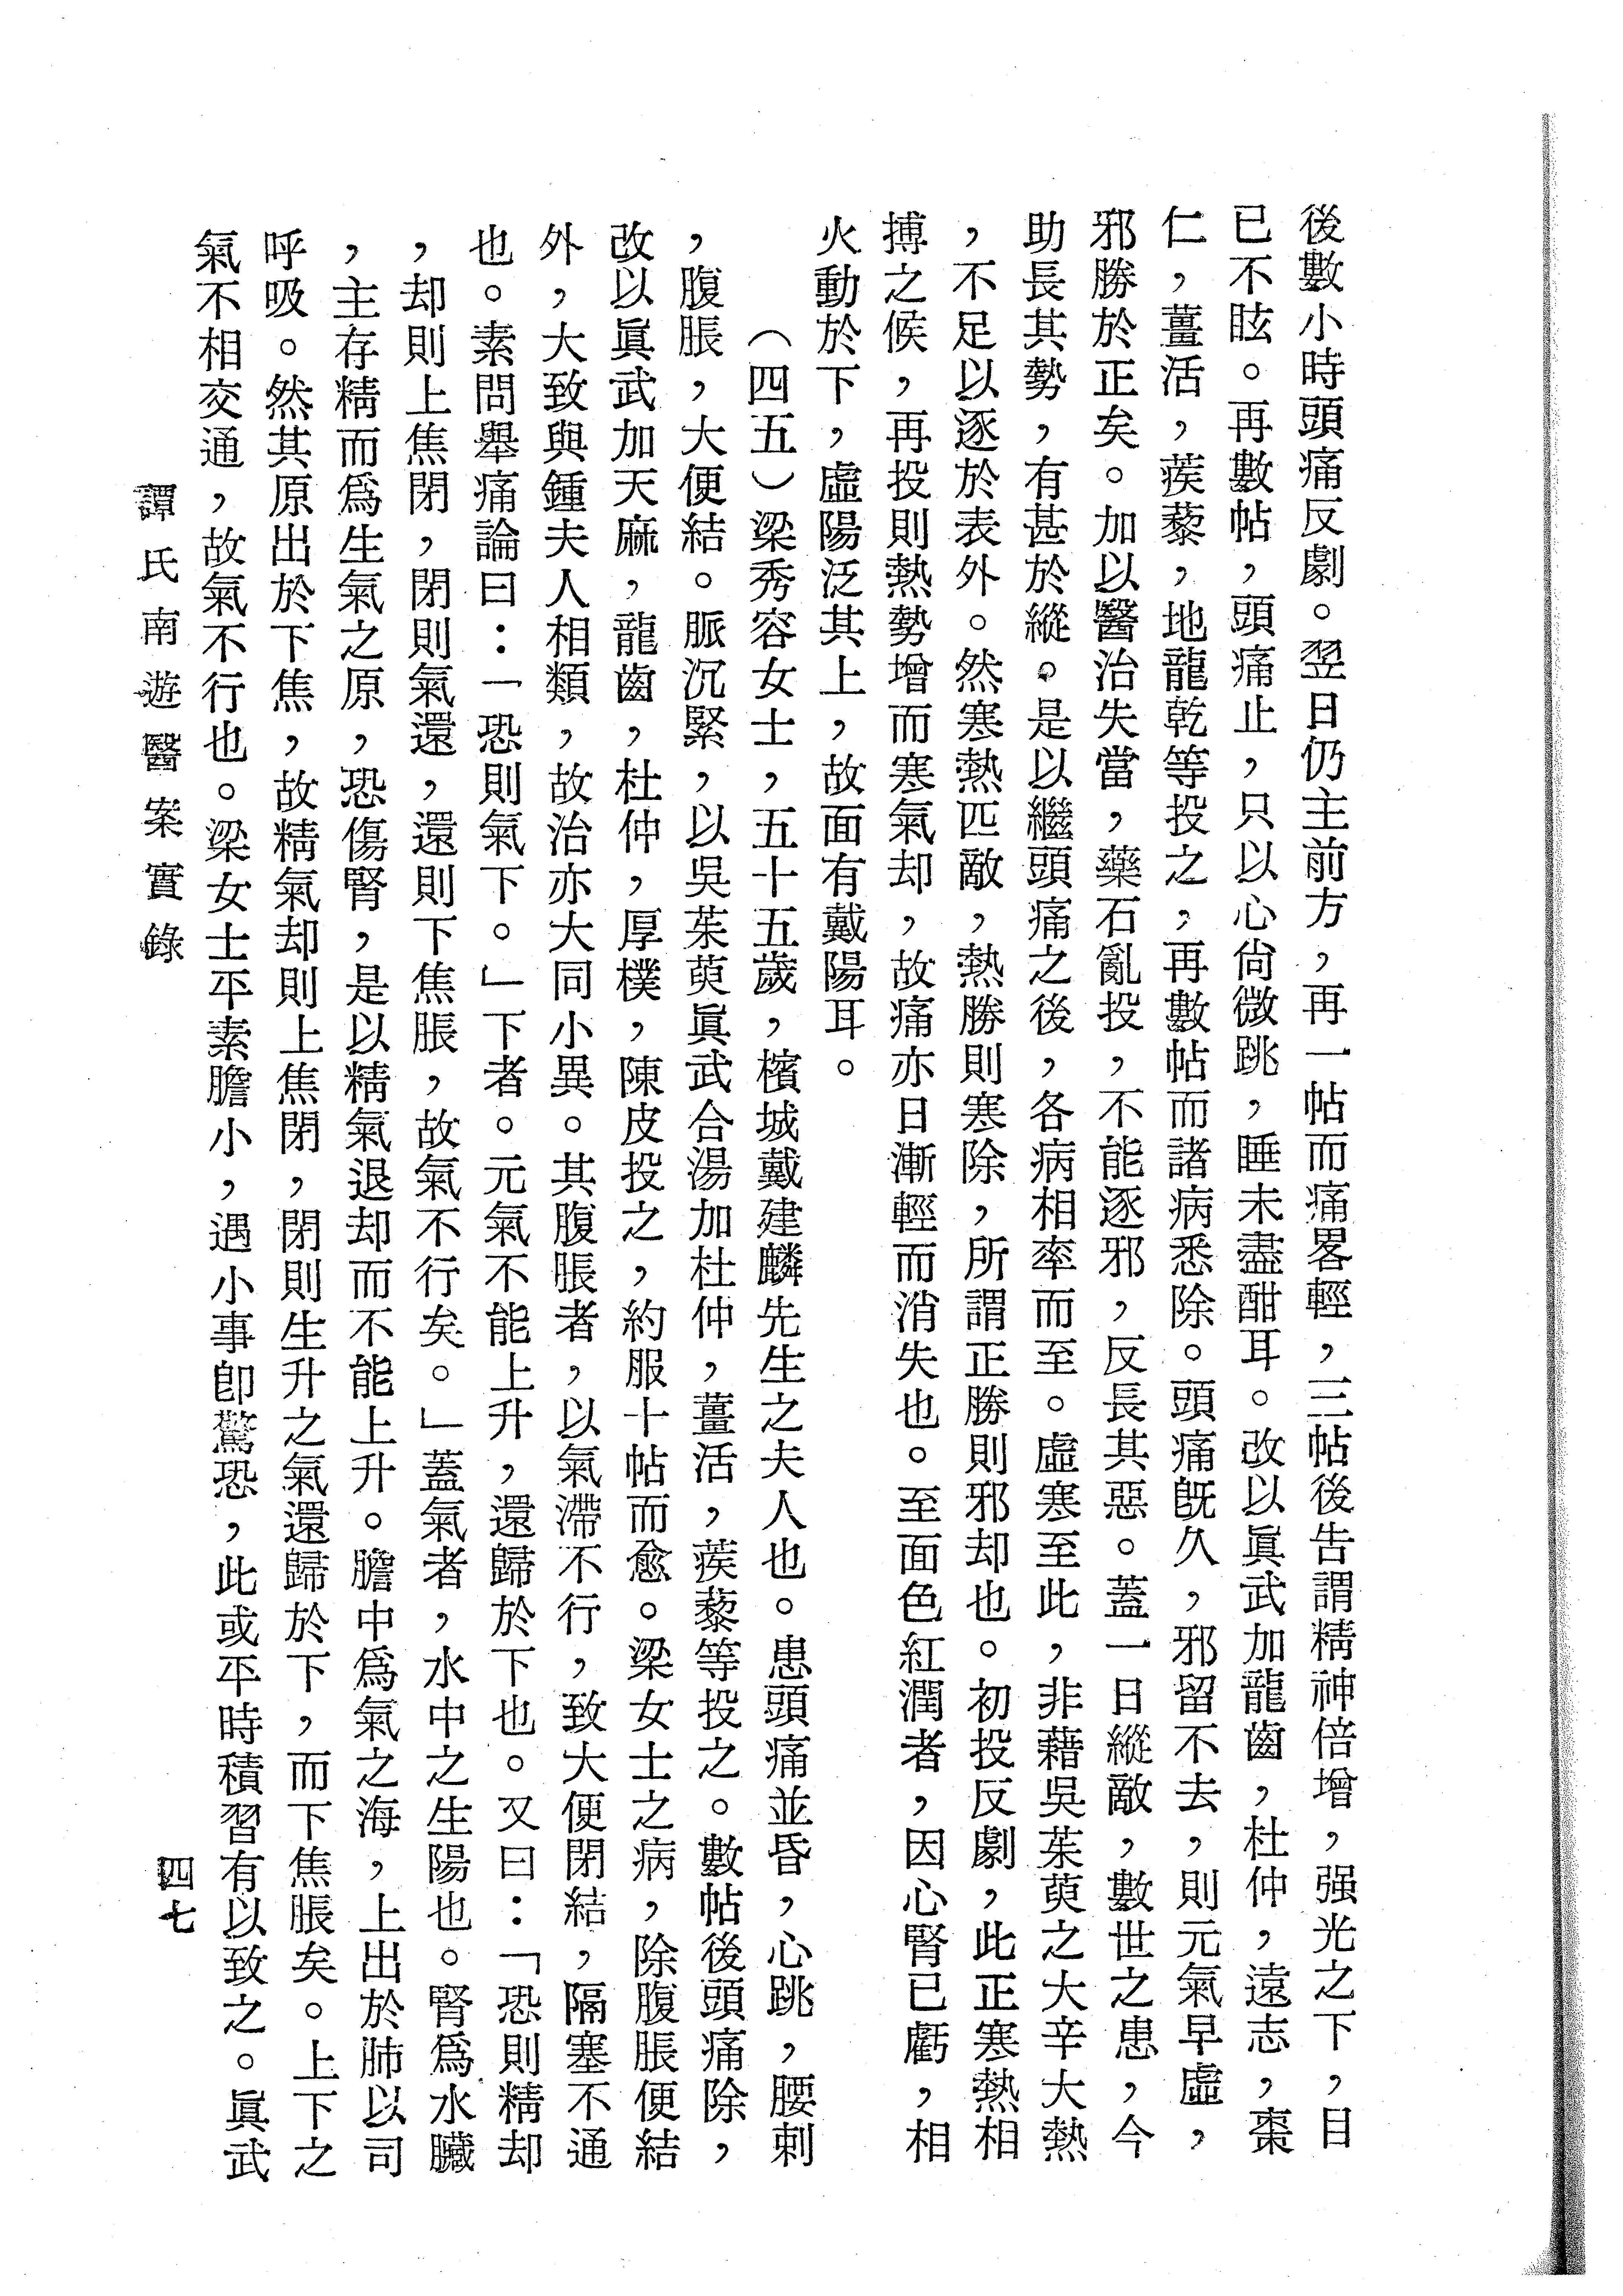 後數小時頭痛反劇。翌日仍主前方，再一帖而痛畧輕，三帖後告謂精神倍增，强光之下，目
已不眩。再數帖，頭痛止，只以心尙微跳，睡未盡酣耳。改以眞武加龍齒，杜仲，遠志，棗
仁，薑活，蒺藜，地龍乾等投之，再數帖而諸病悉除。頭痛旣久，邪留不去，則元氣早虛，
邪勝於正矣。加以醫治失當，藥石亂投，不能逐邪，反長其惡。蓋一日縱敵，數世之患，今
助長其勢，有甚於縱。是以繼頭痛之後，各病相率而至。虛寒至此，非藉吳茱萸之大辛大熱
，不足以逐於表外。然寒熱匹敵，熱勝則寒除，所謂正勝則邪却也。初投反劇，此正寒熱相
搏之候，再投則熱勢增而寒氣却，故痛亦日漸輕而消失也。至面色紅潤者，因心腎已虧，相
火動於下，虛陽泛其上，故面有戴陽耳。
（四五）梁秀容女士，五十五歲，檳城戴建麟先生之夫人也。患頭痛並昏，心跳，腰刺
，腹脹，大便結。脈沉緊，以吳茱萸眞武合湯加杜仲，薑活，蒺藜等投之。數帖後頭痛除，
改以眞武加天麻，龍齒，杜仲，厚樸，陳皮投之，約服十帖而愈。梁女士之病，除腹脹便結
外，大致與鍾夫人相類，故治亦大同小異。其腹脹者，以氣滯不行，致大便閉結，隔塞不通
也。素問舉痛論曰：「恐則氣下。」下者。元氣不能上升，還歸於下也。又曰：「恐則精却
，却則上焦閉，閉則氣還，還則下焦脹，故氣不行矣。」蓋氣者，水中之生陽也。腎爲水臟
，主存精而爲生氣之原，恐傷腎，是以精氣退却而不能上升。膻中爲氣之海，上出於肺以司
呼吸。然其原出於下焦，故精氣却則上焦閉，閉則生升之氣還歸於下，而下焦脹矣。上下之
氣不相交通，故氣不行也。梁女士平素膽小，遇小事卽驚恐，此或平時積習有以致之。眞武
譚氏南遊醫案實錄
四七